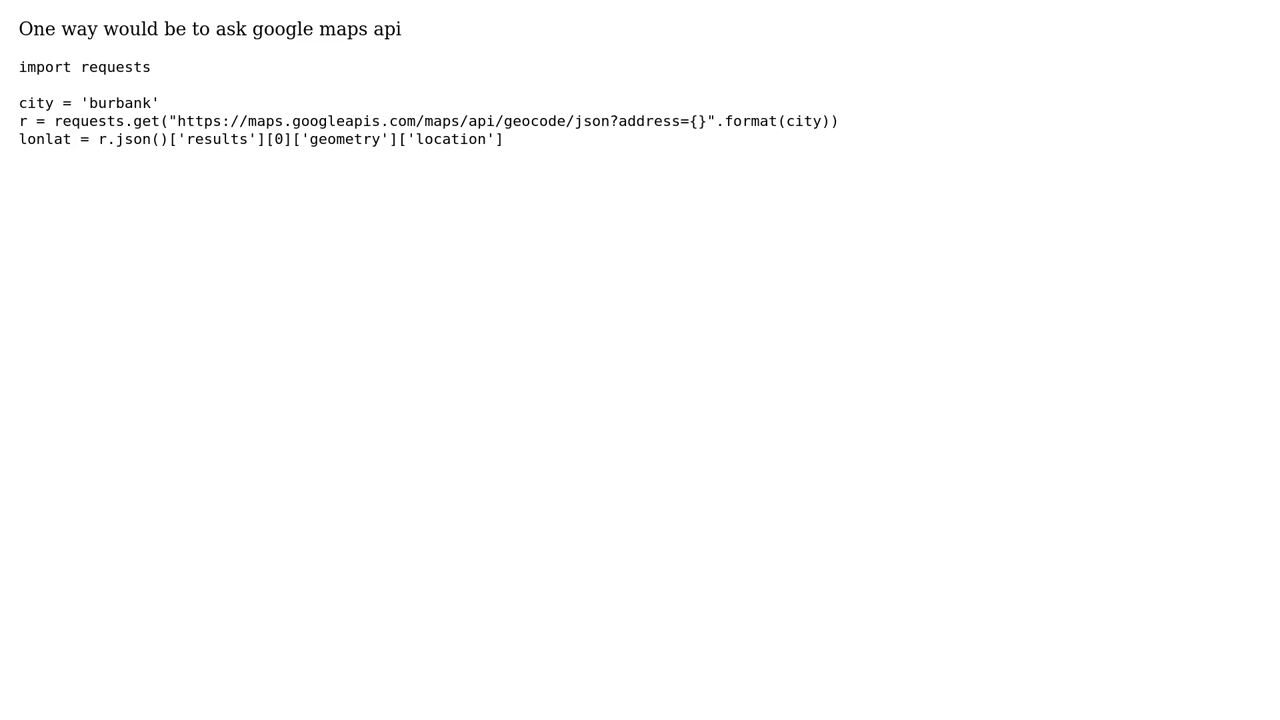 One way would be to ask google maps api
import requests
city = 'burbank'
r = requests.get("https://maps.googleapis.com/maps/api/geocode/json?address={}".format(city))
lonlat = r.json()['results'][0]['geometry']['location']